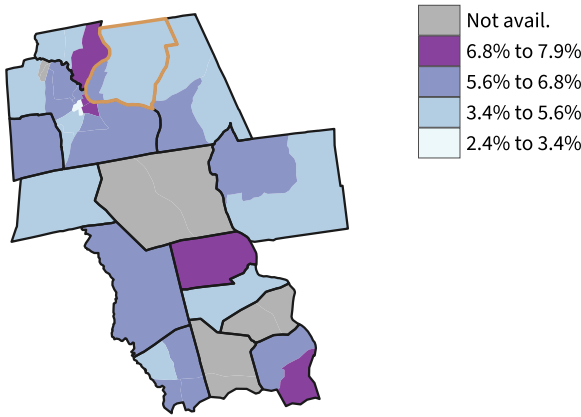 Not avail.
6.8% to 7.9%
5.6% to 6.8%
3.4% to 5.6%
2.4% to 3.4%